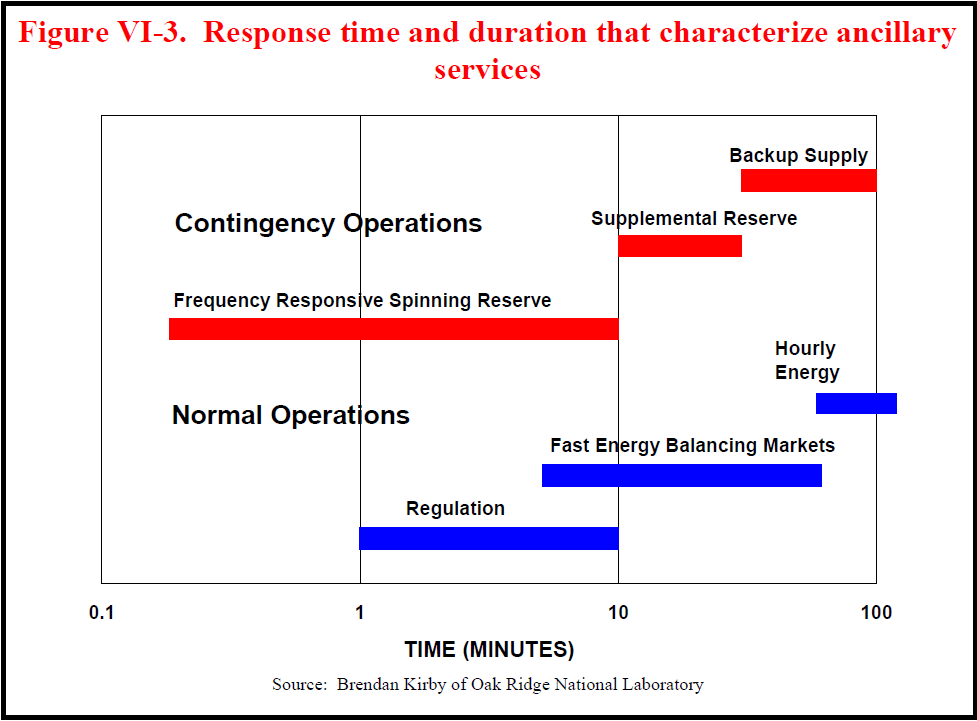 Figure VI-3. Response time and duration that characterize ancillary
services
Backup Supply
Contingency Operations
Supplemental Reserve
Frequency Responsive Spinning Reserve
Hourly
Energy
Normal Operations
Fast Energy Balancing Markets
Regulation
0.1 1 10 100
TIME (MINUTES)
Source: Brendan Kirby of Oak Ridge National Laboratory